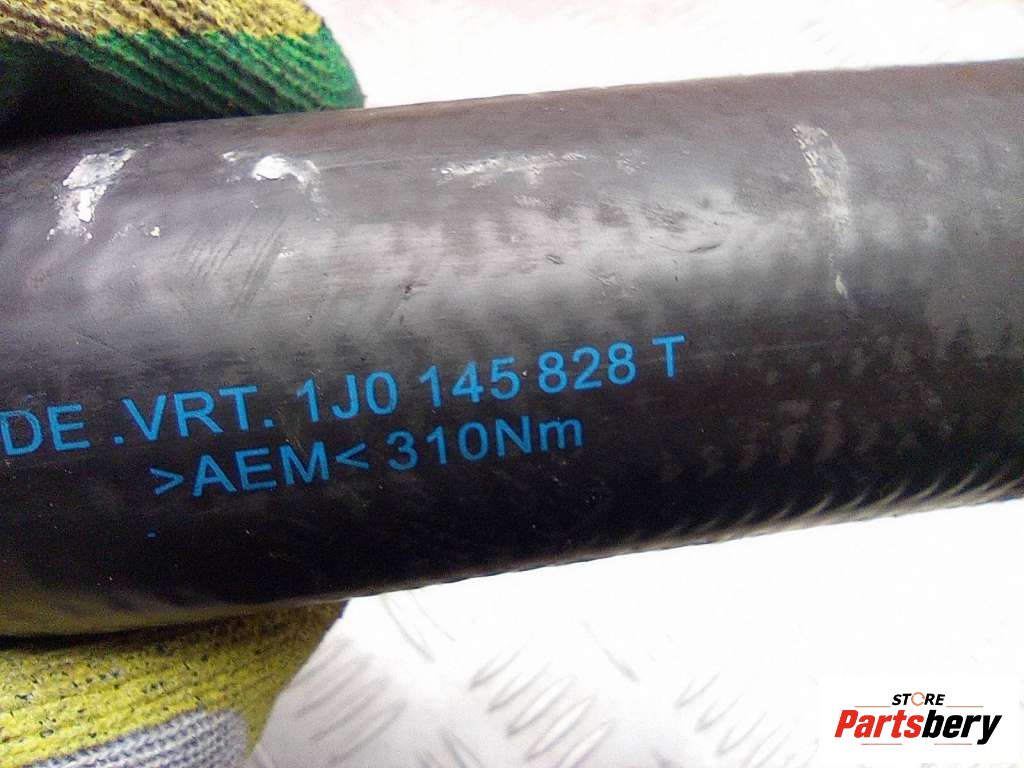 DE .VRT. 1J0 145 828 T
>AEM< 310Nm
STORE
Partsbery